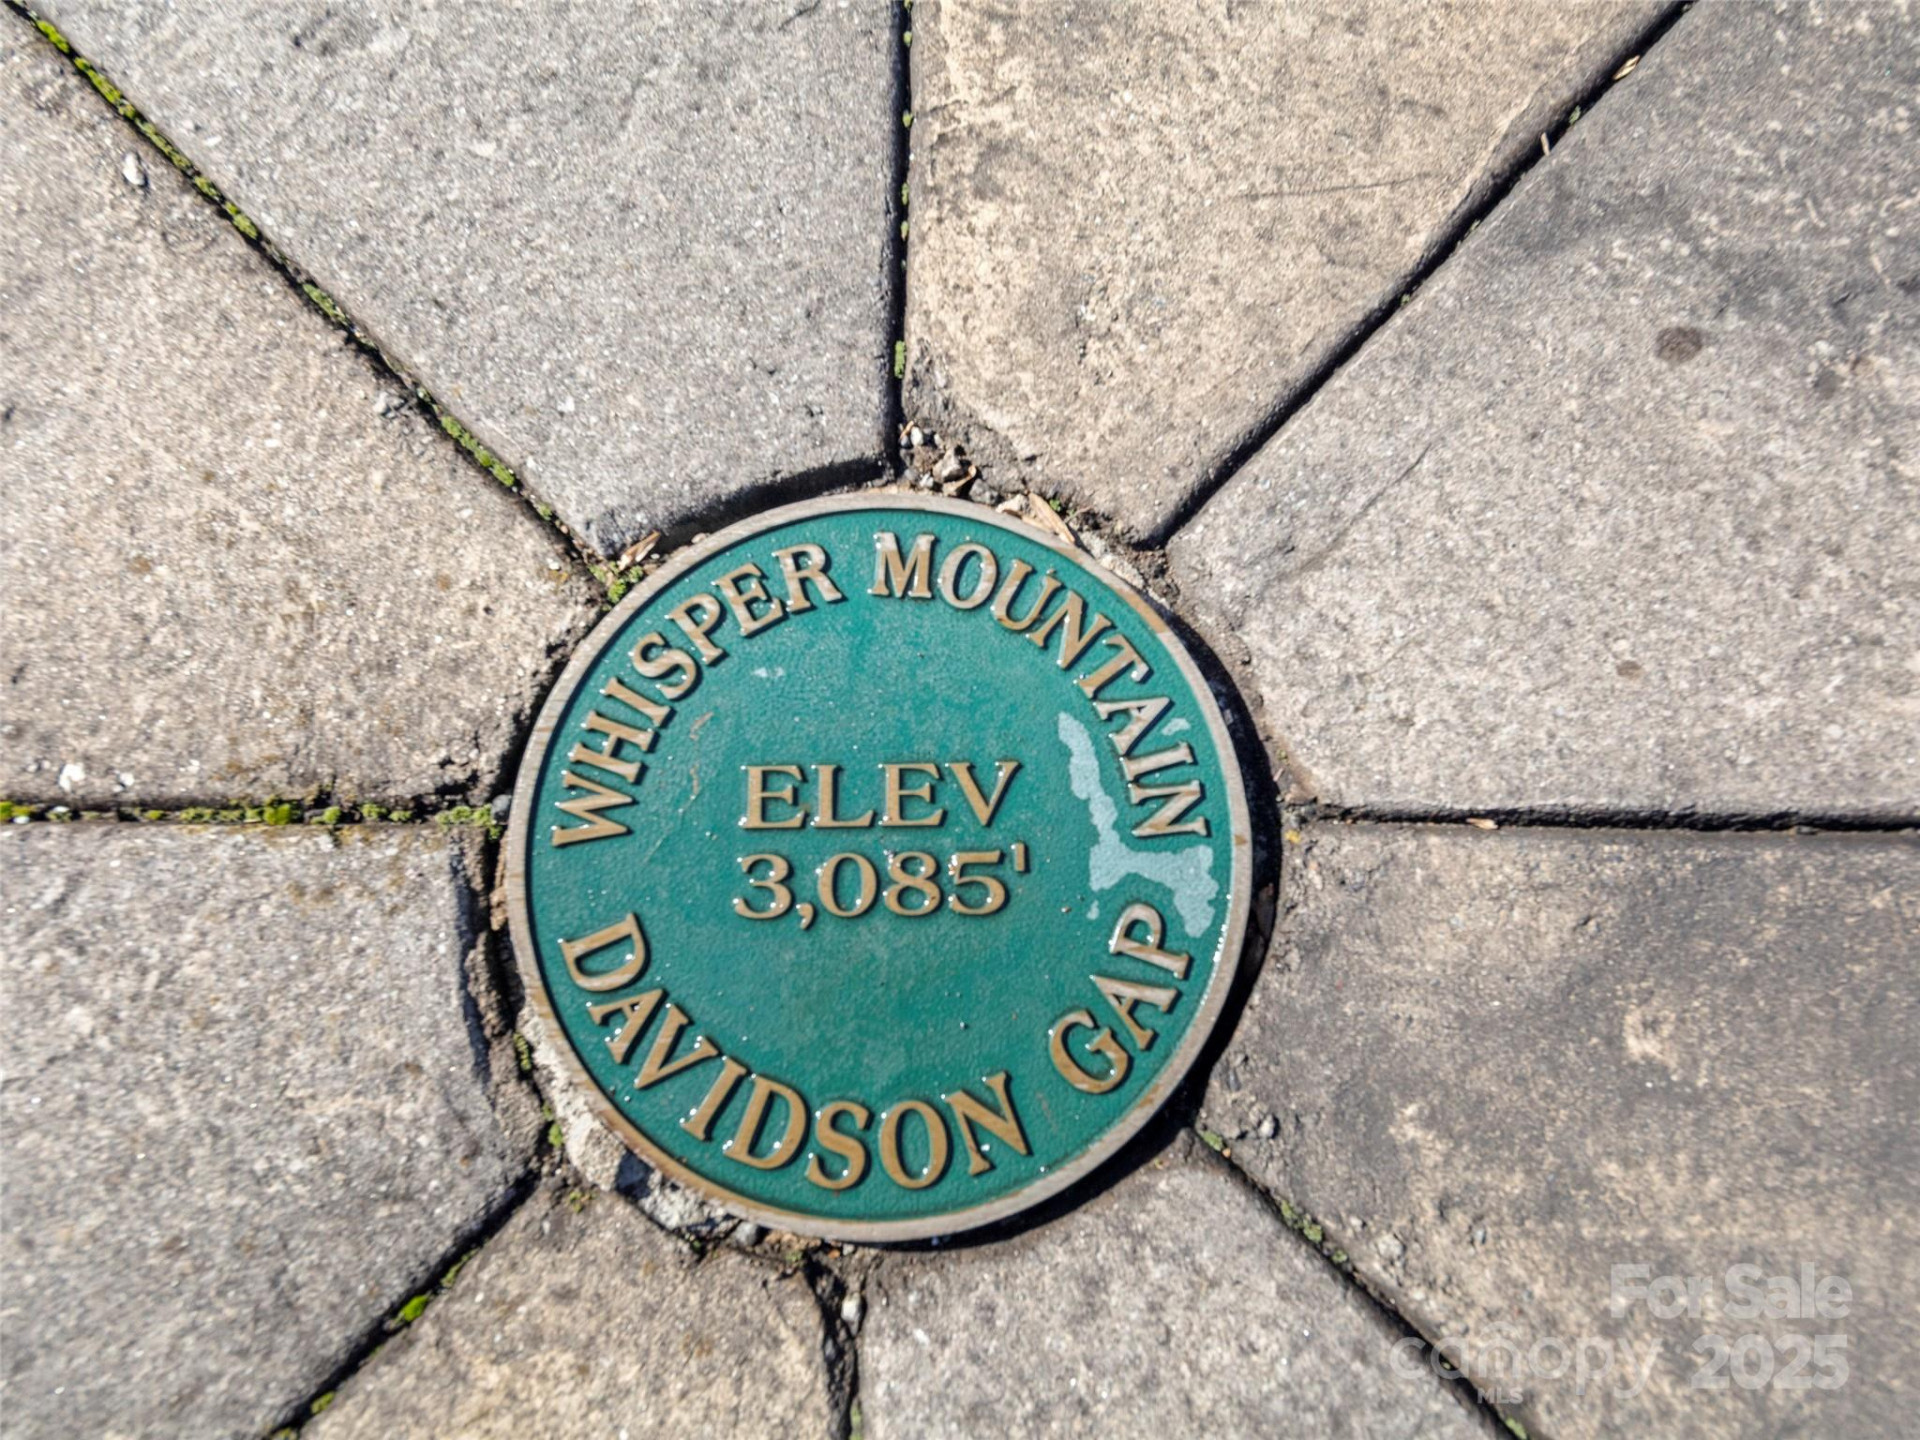 WHISPER MOUNTAIN
ELEV
3,085'
DAVIDSON GAP
For Sale
canopy 2025
MLS